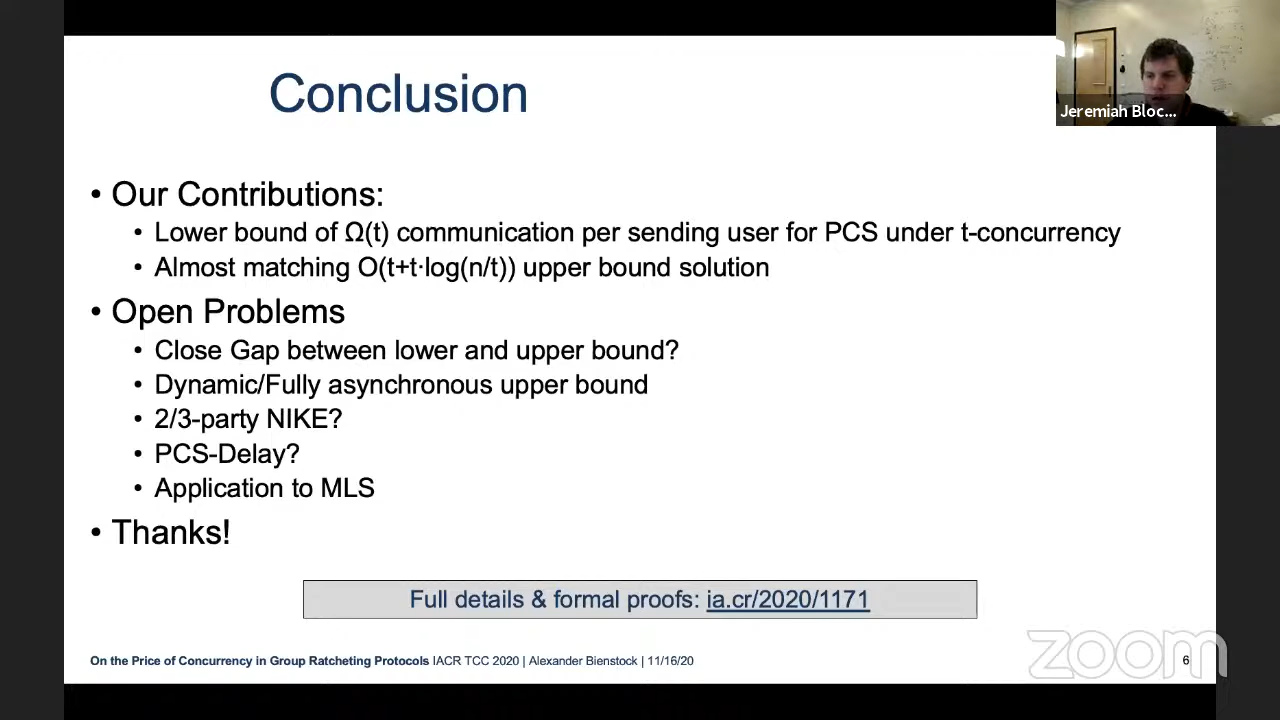 Conclusion
Jeremiah Bloc...
• Our Contributions:
• Lower bound of Ω(t) communication per sending user for PCS under t-concurrency
• Almost matching O(t+t·log(n/t)) upper bound solution
• Open Problems
• Close Gap between lower and upper bound?
• Dynamic/Fully asynchronous upper bound
• 2/3-party NIKE?
• PCS-Delay?
• Application to MLS
• Thanks!
Full details & formal proofs: ia.cr/2020/1171
On the Price of Concurrency in Group Ratcheting Protocols IACR TCC 2020 | Alexander Bienstock | 11/16/20
6
zoom